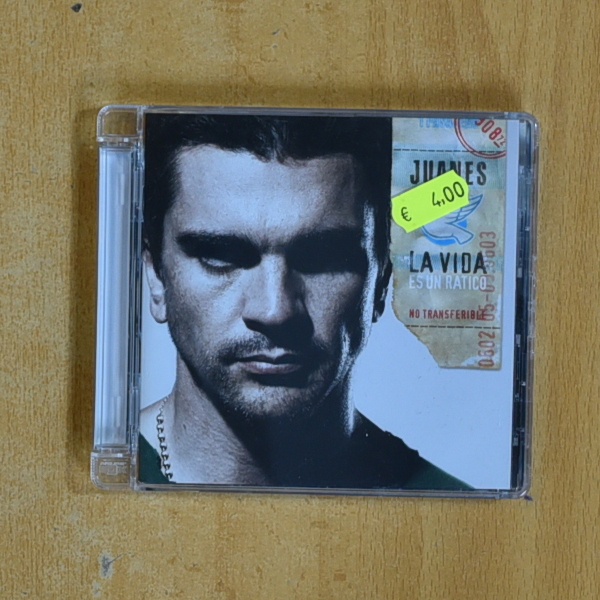 JUANES
€ 4,00
LA VIDA
ES UN RATICO
NO TRANSFERIBLE